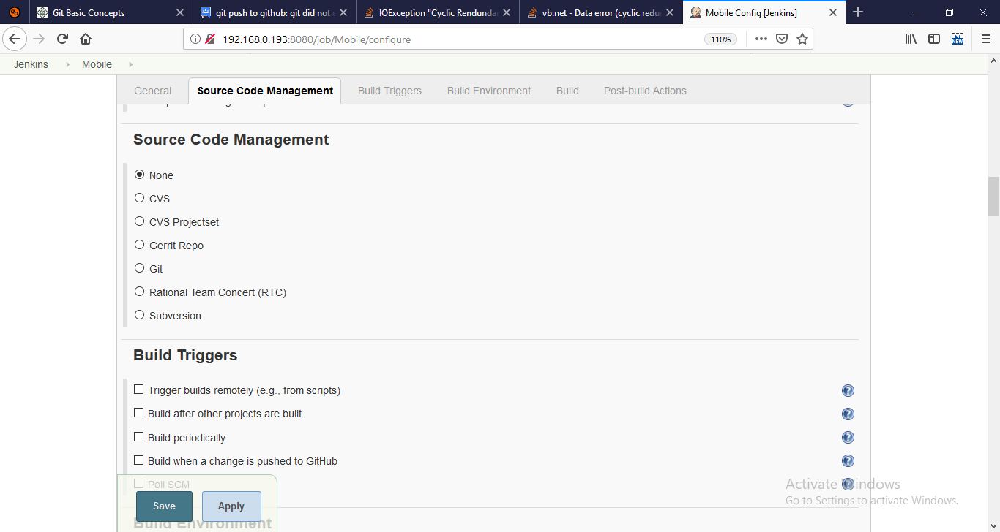 Git Basic Concepts
git push to github: git did not e
IOException "Cyclic Rendunda
vb.net - Data error (cyclic redu
Mobile Config [Jenkins]
192.168.0.193:8080/job/Mobile/configure
110%
NEW
Jenkins
Mobile
General
Source Code Management
Build Triggers
Build Environment
Build
Post-build Actions
Source Code Management
None
CVS
CVS Projectset
Gerrit Repo
Git
Rational Team Concert (RTC)
Subversion
Build Triggers
Trigger builds remotely (e.g., from scripts)
Build after other projects are built
Build periodically
Build when a change is pushed to GitHub
Poll SCM
Save
Apply
Build Environment
Activate Windows
Go to Settings to activate Windows.